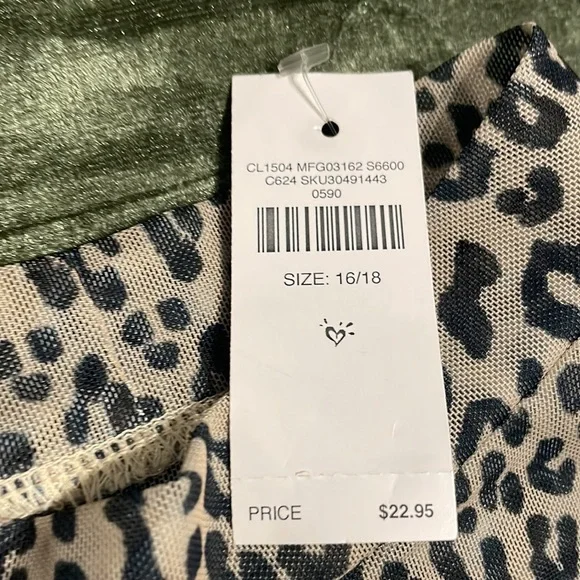 CL1504 MFG03162 S6600
C624 SKU30491443
0590
SIZE: 16/18
PRICE $22.95